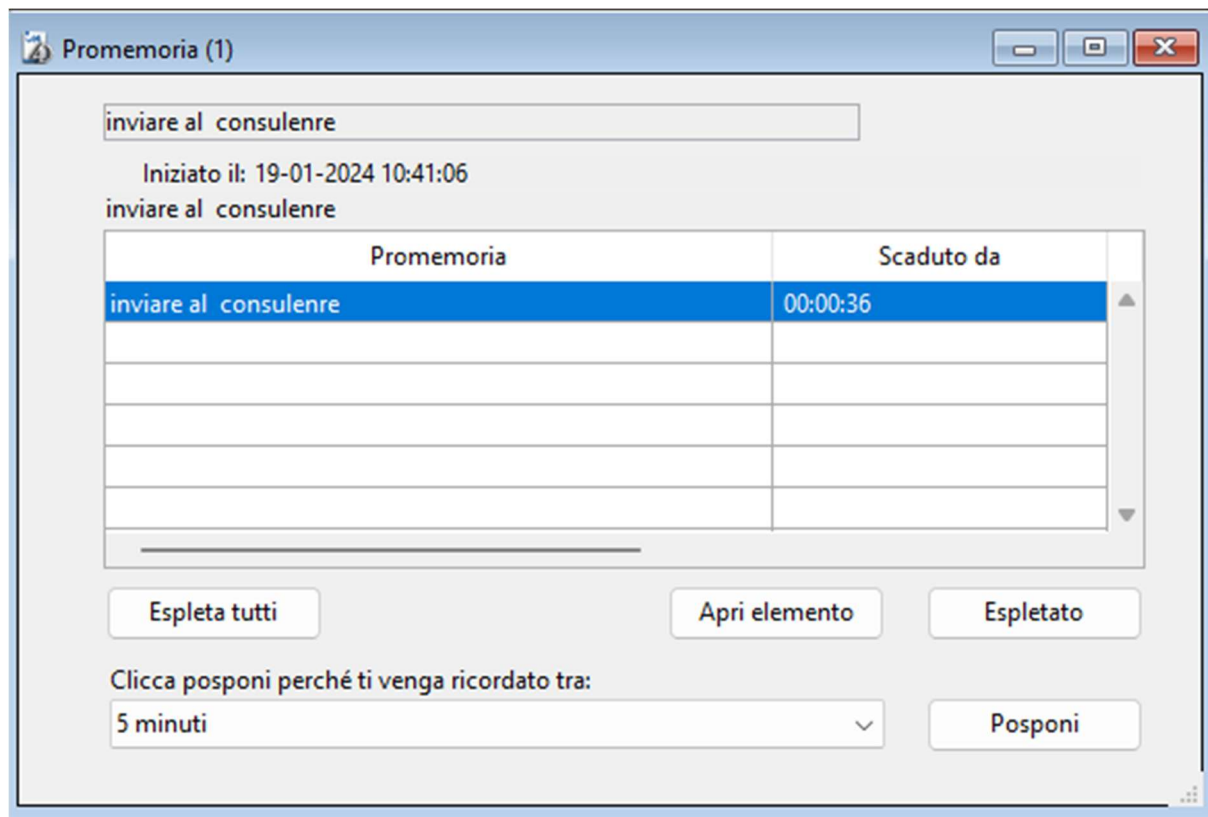 Promemoria (1)
inviare al  consulenre
Iniziato il: 19-01-2024 10:41:06
inviare al  consulenre
Promemoria Scaduto da
inviare al  consulenre 00:00:36
Espleta tutti Apri elemento Espletato
Clicca posponi perché ti venga ricordato tra:
5 minuti Posponi